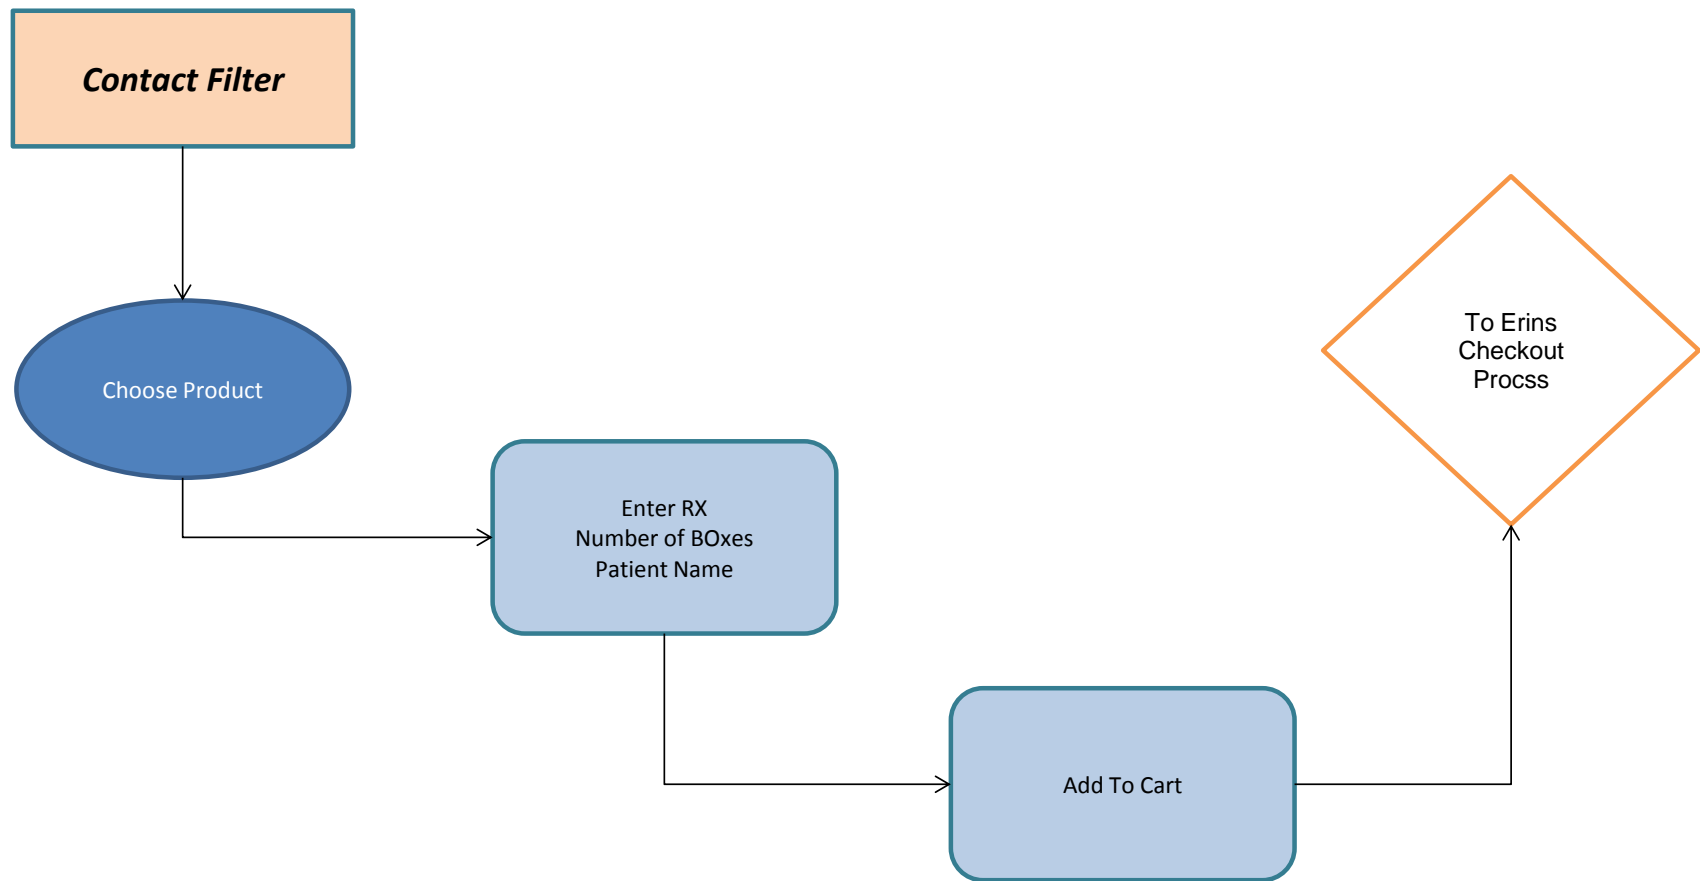 Contact Filter
Choose Product
Enter RX
Number of BOxes
Patient Name
Add To Cart
To Erins
Checkout
Procss